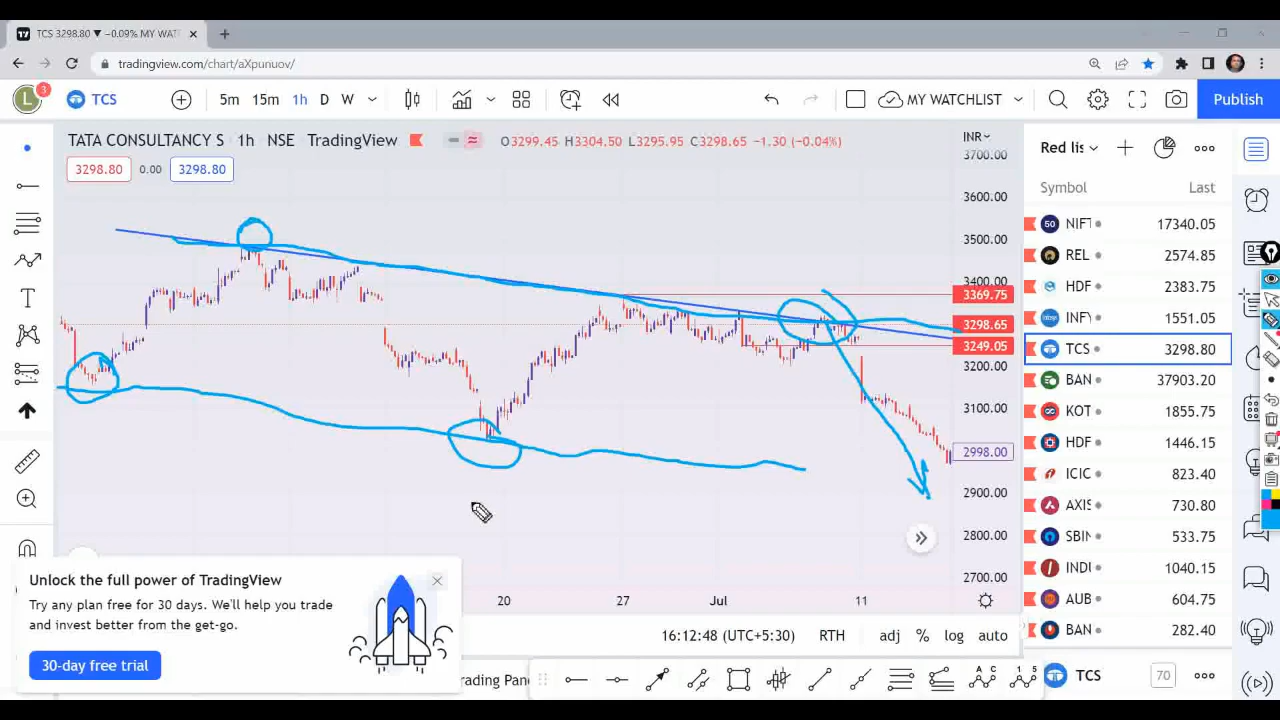 TCS 3298.80 ▼ −0.09% MY WAT
tradingview.com/chart/aXpunuov/
L 3 TCS 5m 15m 1h D W MY WATCHLIST Publish
TATA CONSULTANCY S 1h NSE TradingView O3299.45 H3304.50 L3295.95 C3298.65 −1.30 (−0.04%)
3298.80 0.00 3298.80
INR
3700.00
3600.00
3500.00
3400.00
3369.75
3298.65
3249.05
3200.00
3100.00
2998.00
2900.00
2800.00
2700.00
20 27 Jul 11
16:12:48 (UTC+5:30) RTH adj % log auto
Unlock the full power of TradingView
Try any plan free for 30 days. We'll help you trade
and invest better from the get-go.
30-day free trial
rading Pane
Red lis
Symbol Last
50 NIFT 17340.05
REL 2574.85
HDF 2383.75
INFY 1551.05
TCS 3298.80
BAN 37903.20
KOT 1855.75
HDF 1446.15
ICIC 823.40
AXIS 730.80
SBIN 533.75
INDI 1040.15
AUB 604.75
BAN 282.40
TCS 70